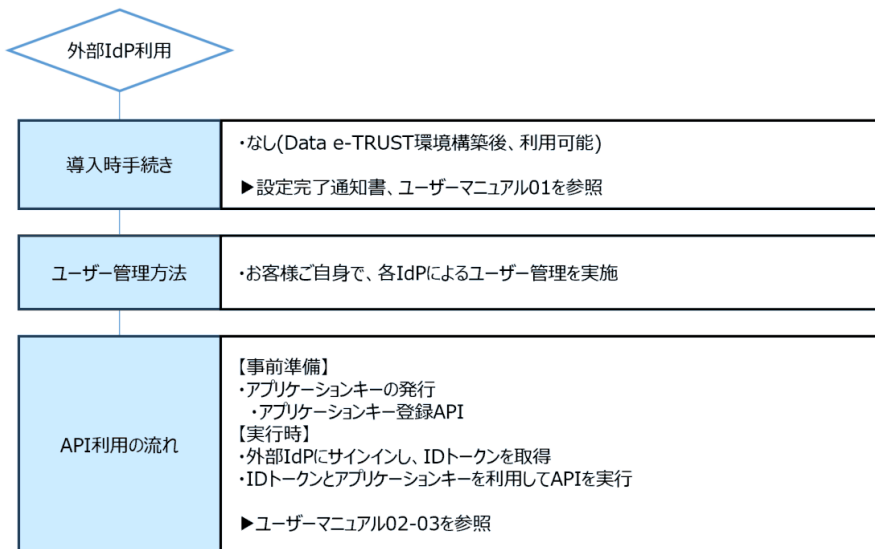 外部IdP利用
導入時手続き
・なし(Data e-TRUST環境構築後、利用可能)
▶設定完了通知書、ユーザーマニュアル01を参照
ユーザー管理方法
・お客様ご自身で、各IdPによるユーザー管理を実施
API利用の流れ
【事前準備】
・アプリケーションキーの発行
・アプリケーションキー登録API
【実行時】
・外部IdPにサインインし、IDトークンを取得
・IDトークンとアプリケーションキーを利用してAPIを実行
▶ユーザーマニュアル02-03を参照